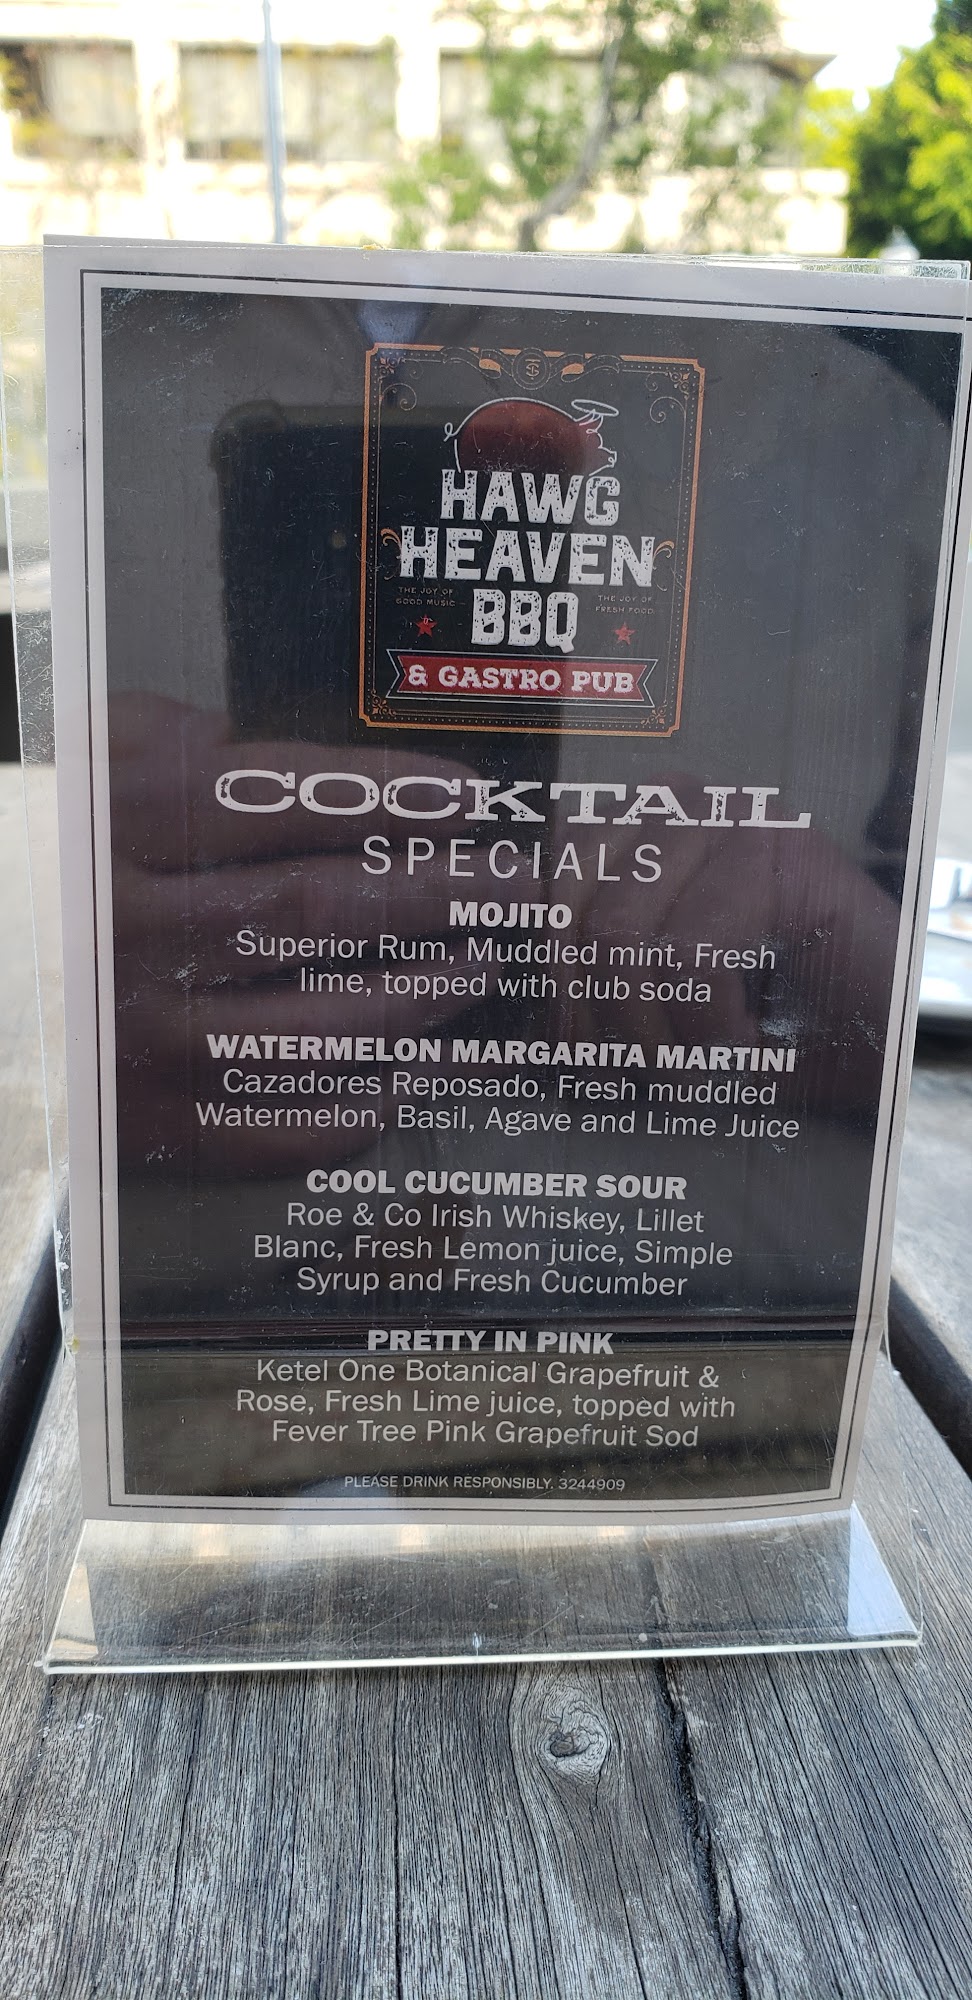 HAWG
HEAVEN
THE JOY OF
GOOD MUSIC
BBQ
THE JOY OF
FRESH FOOD
& GASTRO PUB
COCKTAIL
SPECIALS
MOJITO
Superior Rum, Muddled mint, Fresh
lime, topped with club soda
WATERMELON MARGARITA MARTINI
Cazadores Reposado, Fresh muddled
Watermelon, Basil, Agave and Lime Juice
COOL CUCUMBER SOUR
Roe & Co Irish Whiskey, Lillet
Blanc, Fresh Lemon juice, Simple
Syrup and Fresh Cucumber
PRETTY IN PINK
Ketel One Botanical Grapefruit &
Rose, Fresh Lime juice, topped with
Fever Tree Pink Grapefruit Sod
PLEASE DRINK RESPONSIBLY. 3244909